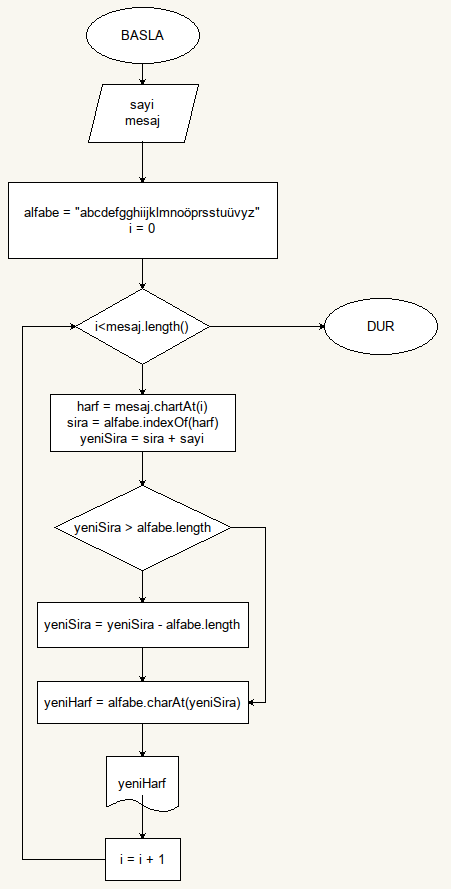 BASLA
sayi
mesaj
alfabe = "abcdefgghiijklmnoöprsstuüvyz"
i = 0
i<mesaj.length()
DUR
harf = mesaj.chartAt(i)
sira = alfabe.indexOf(harf)
yeniSira = sira + sayi
yeniSira > alfabe.length
yeniSira = yeniSira - alfabe.length
yeniHarf = alfabe.charAt(yeniSira)
yeniHarf
i = i + 1